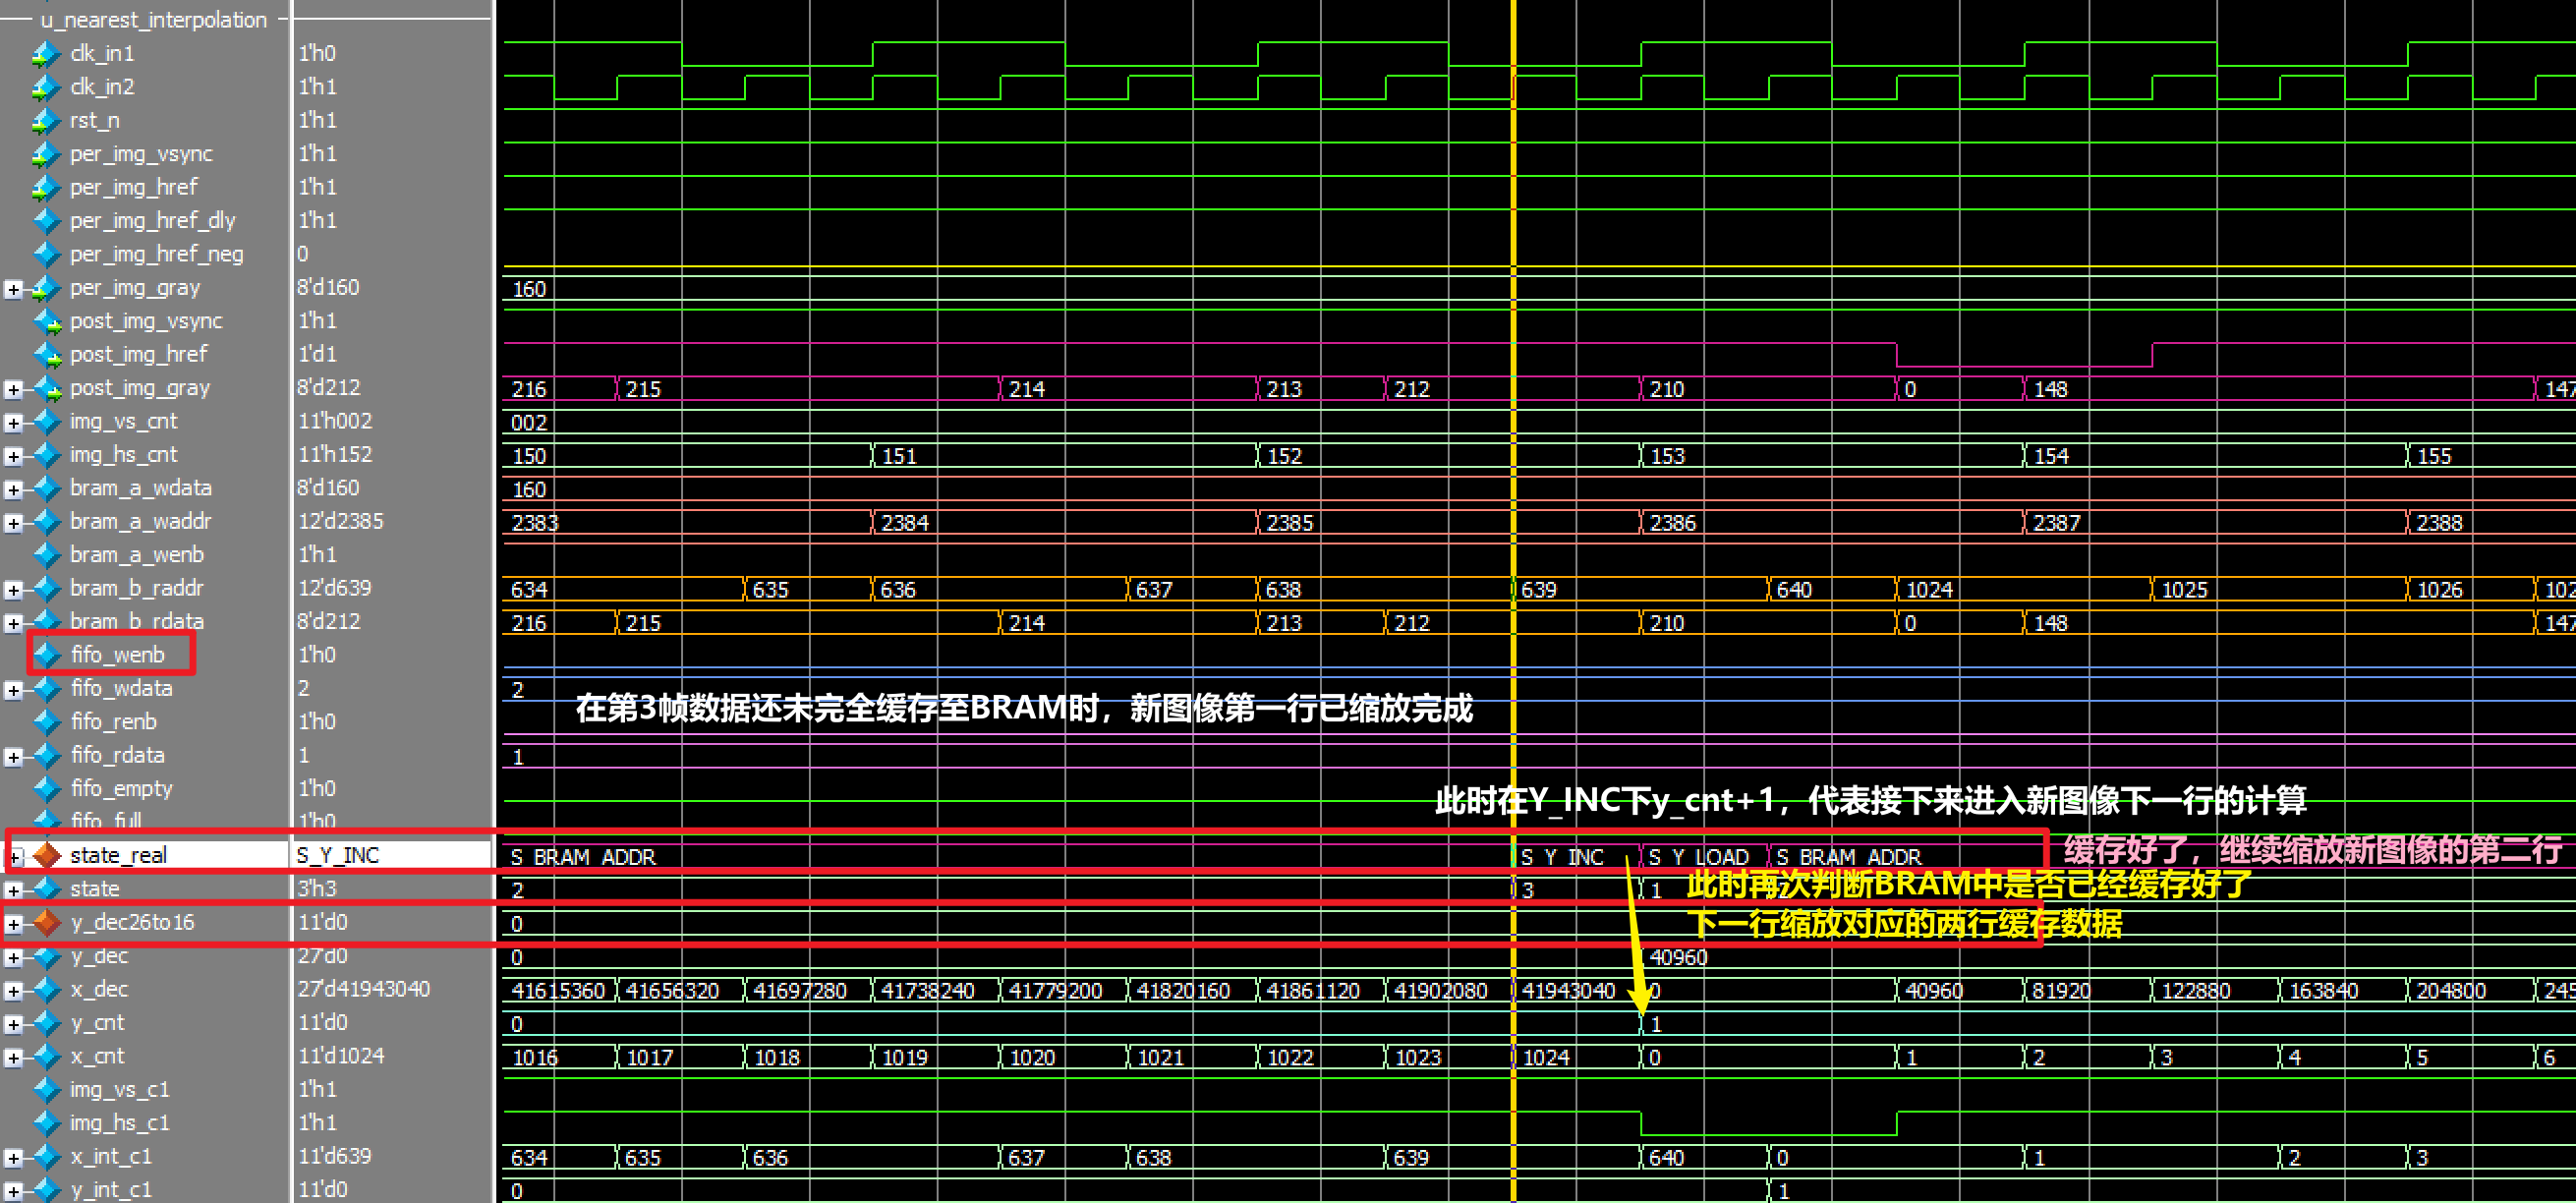 u_nearest_interpolation
clk_in1 1'h0
clk_in2 1'h1
rst_n 1'h1
per_img_vsync 1'h1
per_img_href 1'h1
per_img_href_dly 1'h1
per_img_href_neg 0
per_img_gray 8'd160 160
post_img_vsync 1'h1
post_img_href 1'd1
post_img_gray 8'd212 216 215 214 213 212 210 0 148 147
img_vs_cnt 11'h002 002
img_hs_cnt 11'h152 150 151 152 153 154 155
bram_a_wdata 8'd160 160
bram_a_waddr 12'd2385 2383 2384 2385 2386 2387 2388
bram_a_wenb 1'h1
bram_b_raddr 12'd639 634 635 636 637 638 639 640 1024 1025 1026 102
bram_b_rdata 8'd212 216 215 214 213 212 210 0 148 147
fifo_wenb 1'h0
fifo_wdata 2 2
在第3帧数据还未完全缓存至BRAM时，新图像第一行已缩放完成
fifo_renb 1'h0
fifo_rdata 1 1
fifo_empty 1'h0
此时在Y_INC下y_cnt+1，代表接下来进入新图像下一行的计算
fifo_full 1'h0
state_real S_Y_INC S_BRAM_ADDR S_Y_INC S_Y_LOAD S_BRAM_ADDR
缓存好了，继续缩放新图像的第二行
state 3'h3 2 3 1 2
此时再次判断BRAM中是否已经缓存好了
下一行缩放对应的两行缓存数据
y_dec26to16 11'd0 0
y_dec 27'd0 0 40960
x_dec 27'd41943040 41615360 41656320 41697280 41738240 41779200 41820160 41861120 41902080 41943040 0 40960 81920 122880 163840 204800 245
y_cnt 11'd0 0 1
x_cnt 11'd1024 1016 1017 1018 1019 1020 1021 1022 1023 1024 0 1 2 3 4 5 6
img_vs_c1 1'h1
img_hs_c1 1'h1
x_int_c1 11'd639 634 635 636 637 638 639 640 0 1 2 3
y_int_c1 11'd0 0 1